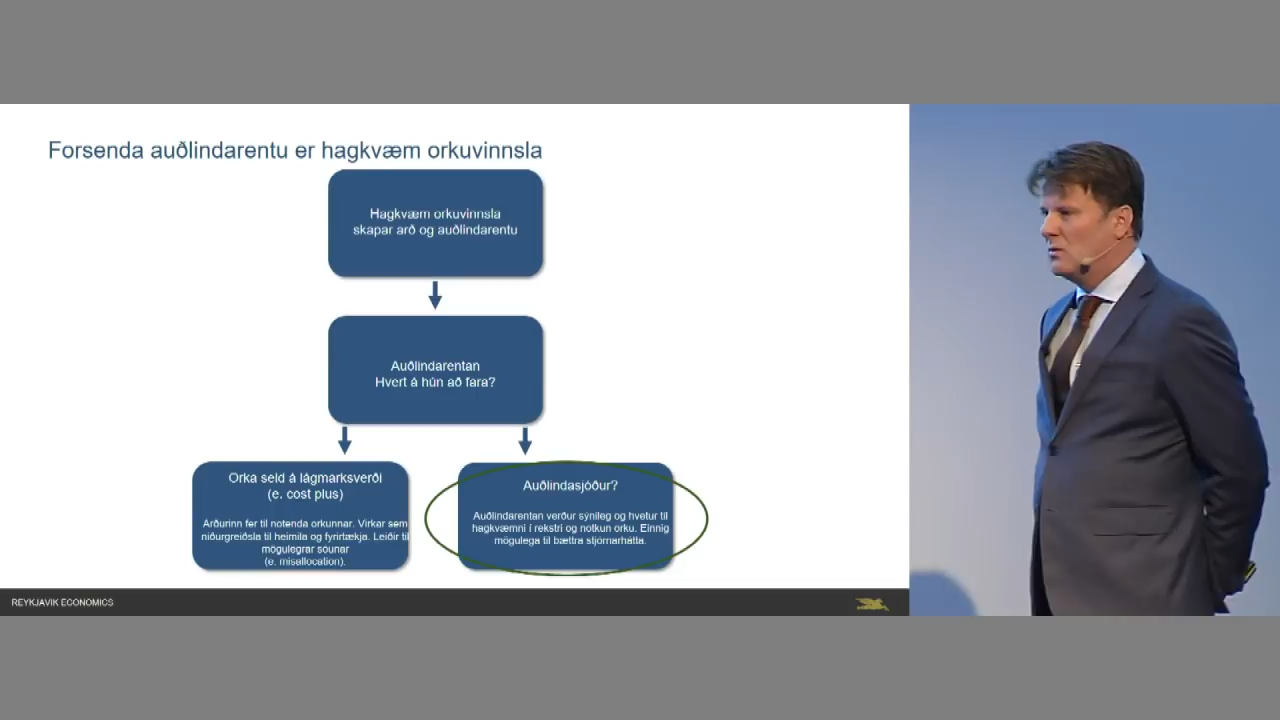 Forsenda auðlindarentu er hagkvæm orkuvinnsla
Hagkvæm orkuvinnsla
skapar arð og auðlindarentu
Auðlindarentan
Hvert á hún að fara?
Orka seld á lágmarksverði
(e. cost plus)
Arðurinn fer til notenda orkunnar. Virkar sem
niðurgreiðsla til heimila og fyrirtækja. Leiðir til
mögulegrar sóunar
(e. misallocation).
Auðlindasjóður?
Auðlindarentan verður sýnileg og hvetur til
hagkvæmni í rekstri og notkun orku. Einnig
mögulega til bættra stjórnarhátta.
REYKJAVIK ECONOMICS